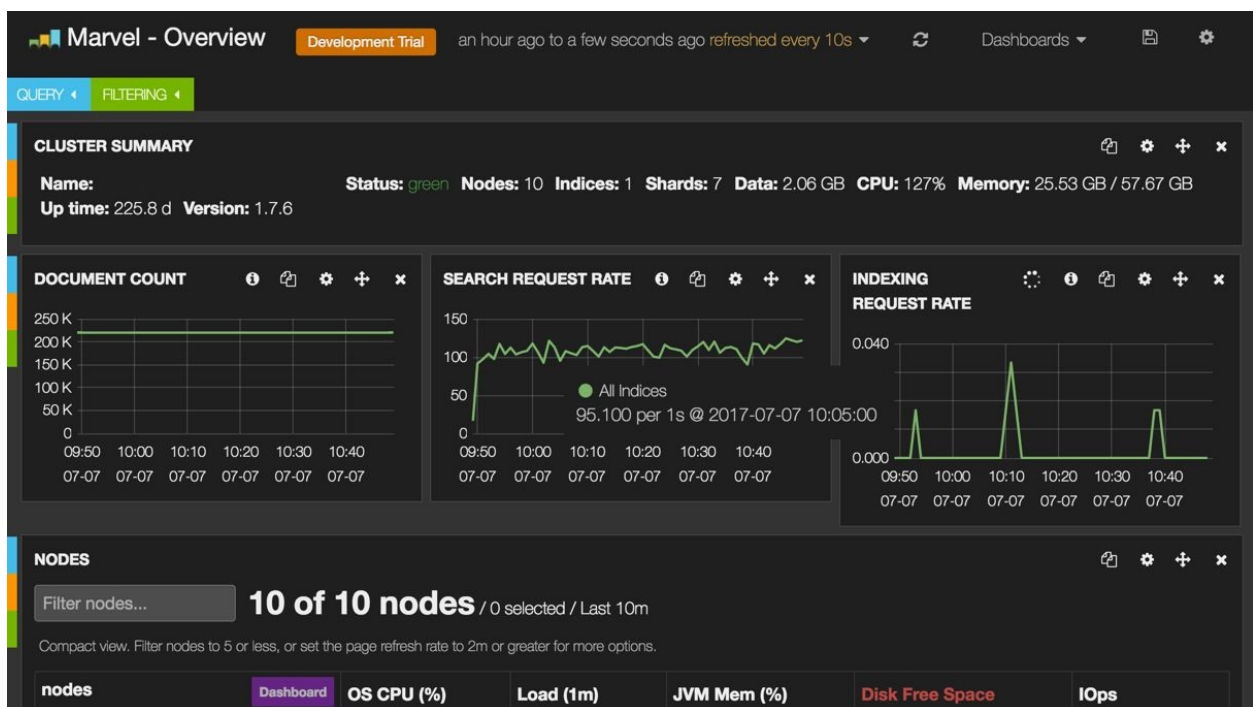 Marvel - Overview Development Trial an hour ago to a few seconds ago refreshed every 10s Dashboards
QUERY FILTERING
CLUSTER SUMMARY
Name: Status: green Nodes: 10 Indices: 1 Shards: 7 Data: 2.06 GB CPU: 127% Memory: 25.53 GB / 57.67 GB
Up time: 225.8 d Version: 1.7.6
DOCUMENT COUNT
250 K
200 K
150 K
100 K
50 K
0
09:50 10:00 10:10 10:20 10:30 10:40
07-07 07-07 07-07 07-07 07-07 07-07
SEARCH REQUEST RATE
150
100
50
0
All Indices
95.100 per 1s @ 2017-07-07 10:05:00
09:50 10:00 10:10 10:20 10:30 10:40
07-07 07-07 07-07 07-07 07-07 07-07
INDEXING
REQUEST RATE
0.040
0.000
09:50 10:00 10:10 10:20 10:30 10:40
07-07 07-07 07-07 07-07 07-07 07-07
NODES
Filter nodes... 10 of 10 nodes / 0 selected / Last 10m
Compact view. Filter nodes to 5 or less, or set the page refresh rate to 2m or greater for more options.
nodes Dashboard OS CPU (%) Load (1m) JVM Mem (%) Disk Free Space IOps